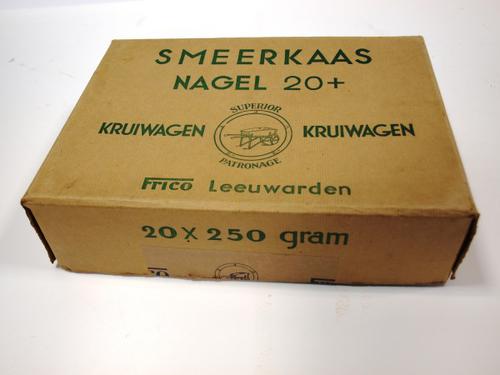 SMEERKAAS
NAGEL 20+
SUPERIOR
KRUIWAGEN KRUIWAGEN
PATRONAGE
Frico Leeuwarden
20 X 250 gram